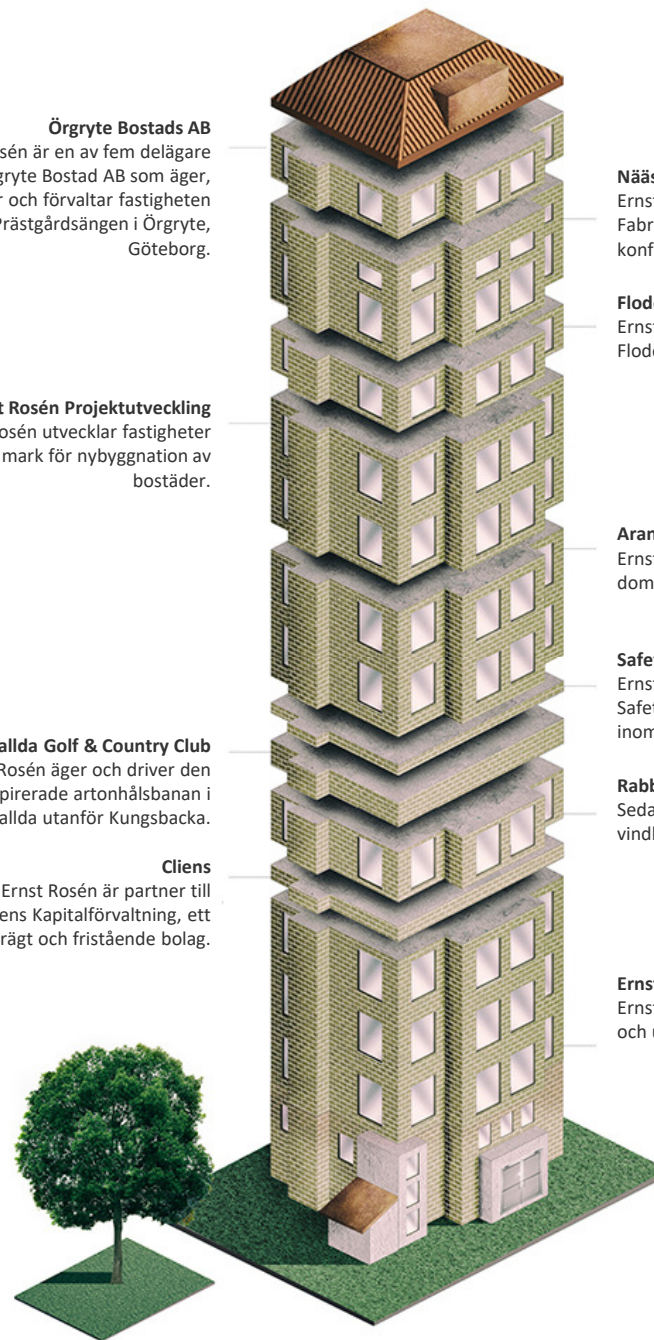 Örgryte Bostads AB
sén är en av fem delägare
gryte Bostad AB som äger,
r och förvaltar fastigheten
Prästgårdsängen i Örgryte,
Göteborg.
t Rosén Projektutveckling
osén utvecklar fastigheter
mark för nybyggnation av
bostäder.
allda Golf & Country Club
Rosén äger och driver den
pirerade artonhålsbanan i
allda utanför Kungsbacka.
Cliens
Ernst Rosén är partner till
ens Kapitalförvaltning, ett
rägt och fristående bolag.
Nääs
Ernst
Fabr
konf
Flod
Ernst
Flod
Aran
Ernst
dom
Safe
Ernst
Safet
inom
Rabb
Seda
vind
Ernst
Ernst
och u